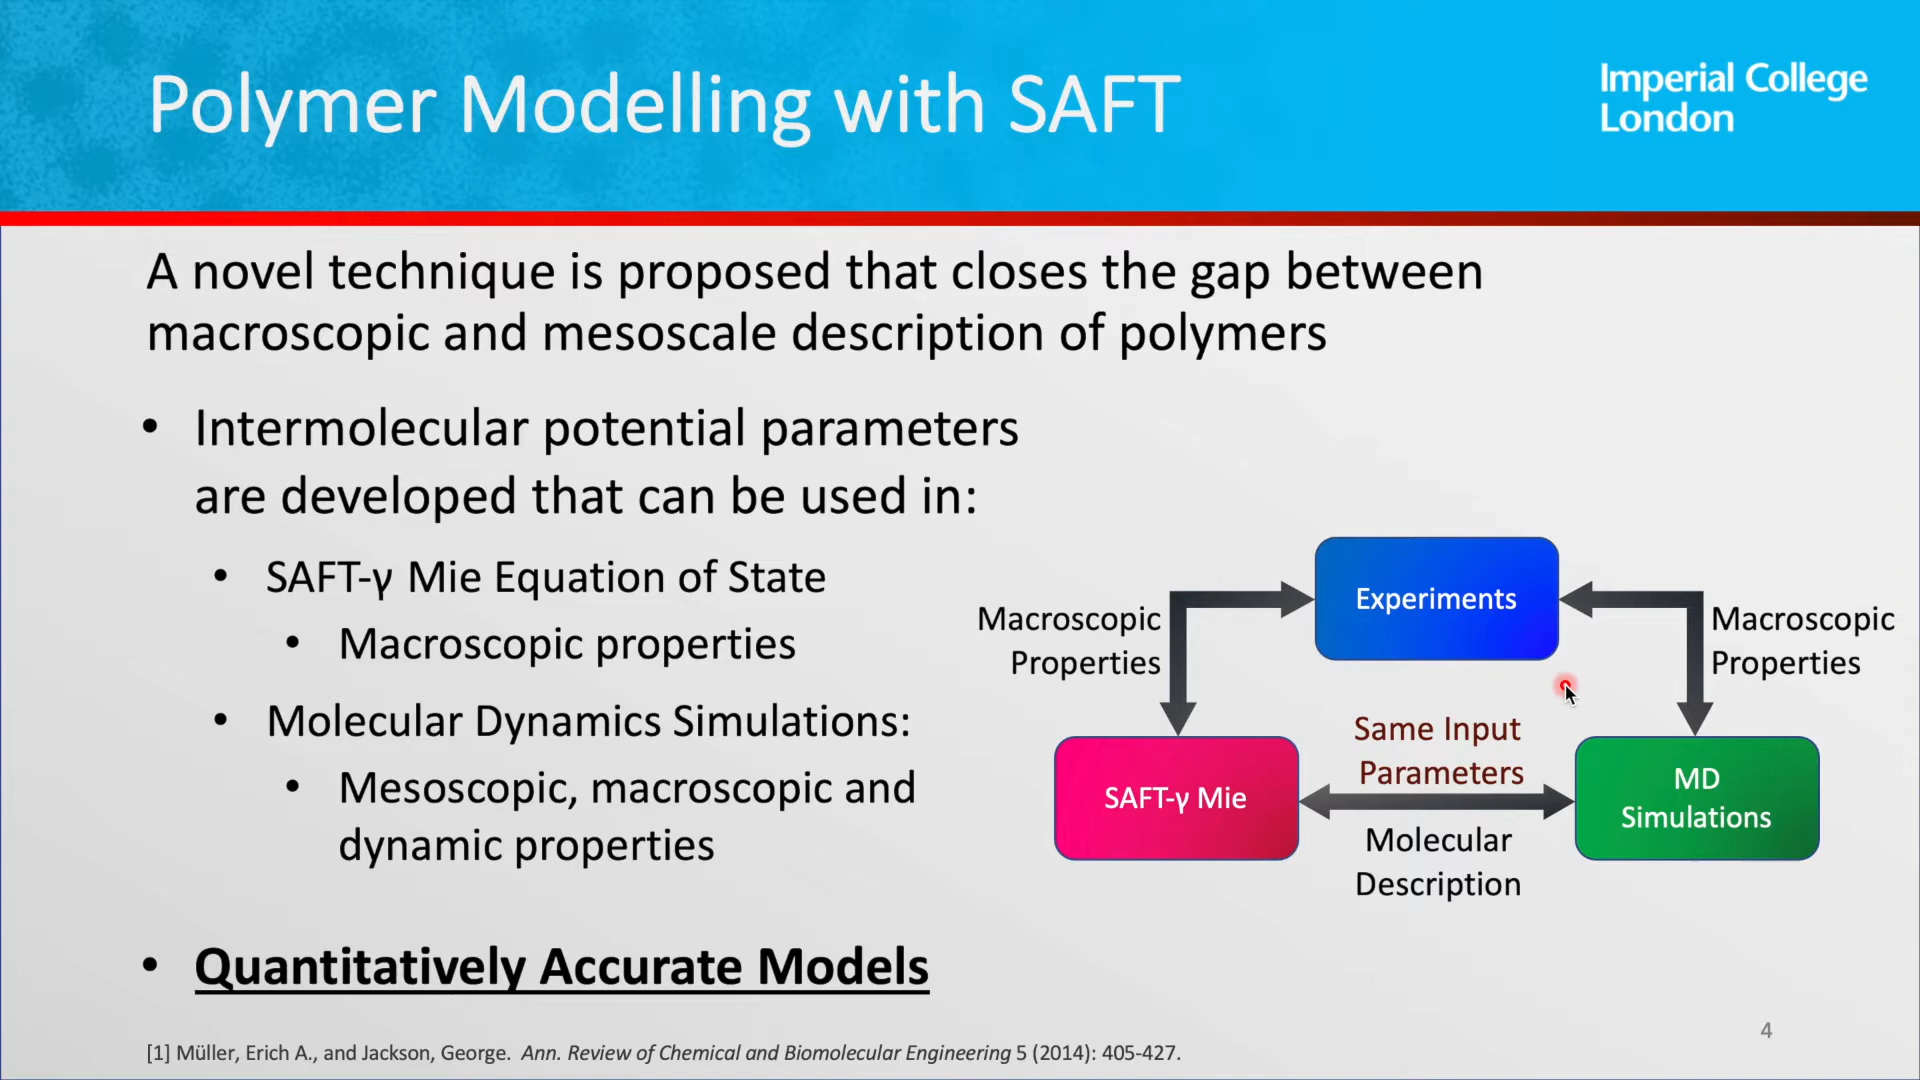 Polymer Modelling with SAFT
Imperial College
London
A novel technique is proposed that closes the gap between
macroscopic and mesoscale description of polymers
• Intermolecular potential parameters
are developed that can be used in:
• SAFT-γ Mie Equation of State
• Macroscopic properties
• Molecular Dynamics Simulations:
• Mesoscopic, macroscopic and
dynamic properties
• Quantitatively Accurate Models
Experiments
Macroscopic
Properties
Macroscopic
Properties
Same Input
Parameters
SAFT-γ Mie
MD
Simulations
Molecular
Description
4
[1] Müller, Erich A., and Jackson, George. Ann. Review of Chemical and Biomolecular Engineering 5 (2014): 405-427.